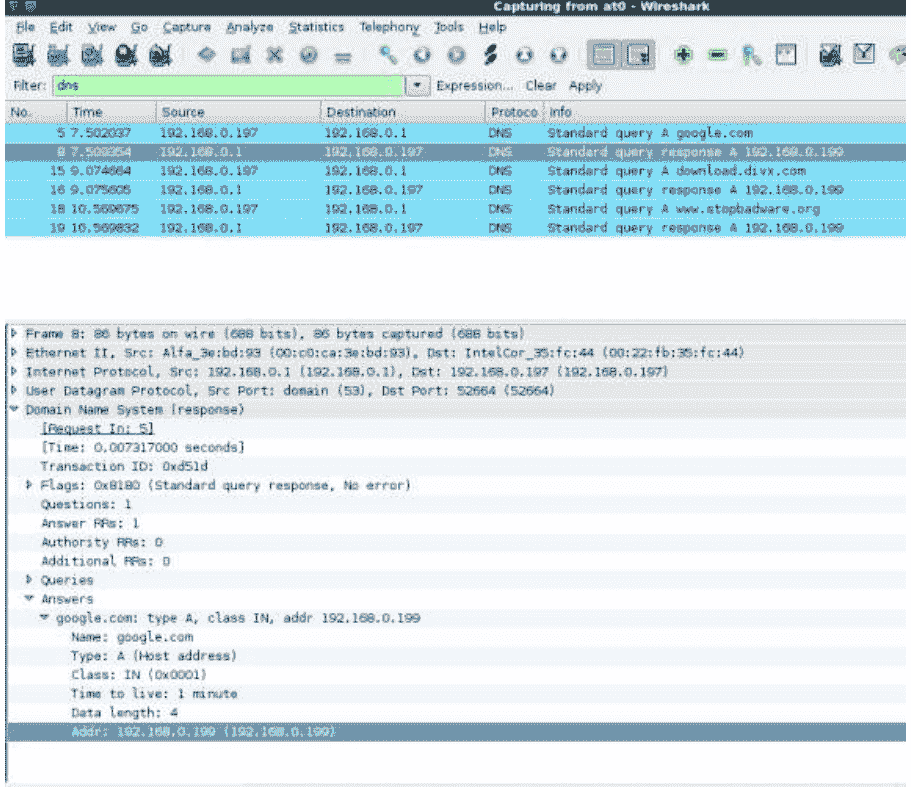 Capturing from at0 - Wireshark
File Edit View Go Capture Analyze Statistics Telephony Tools Help
Filter: dns Expression... Clear Apply
No. Time Source Destination Protoco Info
5 7.502037 192.168.0.197 192.168.0.1 DNS Standard query A google.com
8 7.509354 192.168.0.1 192.168.0.197 DNS Standard query response A 192.168.0.199
15 9.074664 192.168.0.197 192.168.0.1 DNS Standard query A download.divx.com
16 9.075605 192.168.0.1 192.168.0.197 DNS Standard query response A 192.168.0.199
18 10.569675 192.168.0.197 192.168.0.1 DNS Standard query A www.stopbadware.org
19 10.569832 192.168.0.1 192.168.0.197 DNS Standard query response A 192.168.0.199
Frame 8: 86 bytes on wire (688 bits), 86 bytes captured (688 bits)
Ethernet II, Src: Alfa_3e:bd:93 (00:c0:ca:3e:bd:93), Dst: IntelCor_35:fc:44 (00:22:fb:35:fc:44)
Internet Protocol, Src: 192.168.0.1 (192.168.0.1), Dst: 192.168.0.197 (192.168.0.197)
User Datagram Protocol, Src Port: domain (53), Dst Port: 52664 (52664)
Domain Name System (response)
[Request In: 5]
[Time: 0.007317000 seconds]
Transaction ID: 0xd51d
Flags: 0x8180 (Standard query response, No error)
Questions: 1
Answer RRs: 1
Authority RRs: 0
Additional RRs: 0
Queries
Answers
google.com: type A, class IN, addr 192.168.0.199
Name: google.com
Type: A (Host address)
Class: IN (0x0001)
Time to live: 1 minute
Data length: 4
Addr: 192.168.0.199 (192.168.0.199)